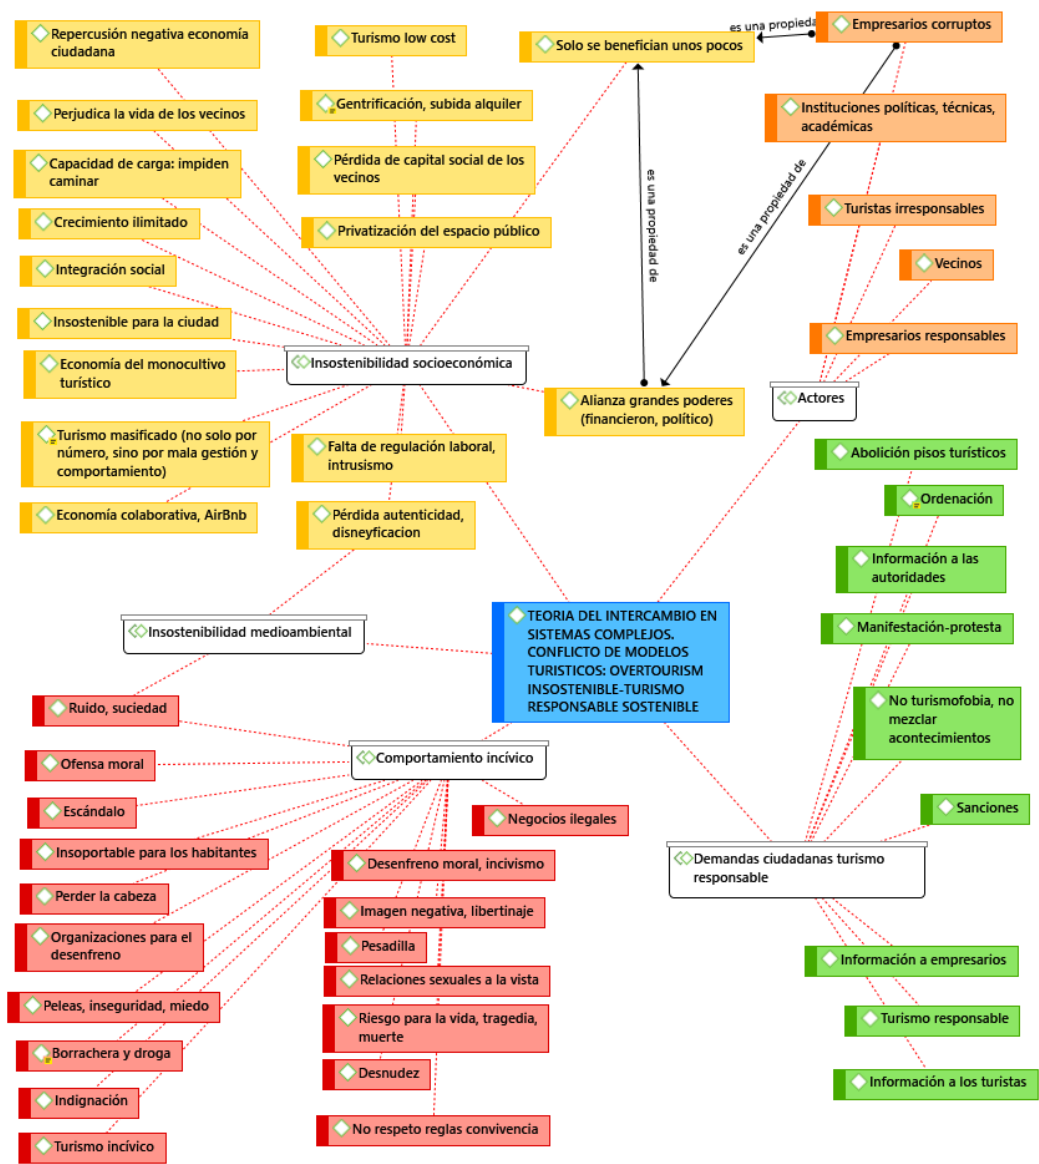 Repercusión negativa economía
ciudadana
Turismo low cost
Solo se benefician unos pocos
es una propieda
Empresarios corruptos
Perjudica la vida de los vecinos
Gentrificación, subida alquiler
Instituciones políticas, técnicas,
académicas
Capacidad de carga: impiden
caminar
Pérdida de capital social de los
vecinos
es una propiedad de
es una propiedad de
Crecimiento ilimitado
Privatización del espacio público
Turistas irresponsables
Integración social
Vecinos
Insostenible para la ciudad
Empresarios responsables
Economía del monocultivo
turístico
Insostenibilidad socioeconómica
Actores
Alianza grandes poderes
(financieron, político)
Turismo masificado (no solo por
número, sino por mala gestión y
comportamiento)
Falta de regulación laboral,
intrusismo
Abolición pisos turísticos
Economía colaborativa, AirBnb
Pérdida autenticidad,
disneyficacion
Ordenación
Información a las
autoridades
Insostenibilidad medioambiental
TEORIA DEL INTERCAMBIO EN
SISTEMAS COMPLEJOS.
CONFLICTO DE MODELOS
TURISTICOS: OVERTOURISM
INSOSTENIBLE-TURISMO
RESPONSABLE SOSTENIBLE
Manifestación-protesta
Ruido, suciedad
No turismofobia, no
mezclar
acontecimientos
Comportamiento incívico
Ofensa moral
Escándalo
Negocios ilegales
Sanciones
Insoportable para los habitantes
Desenfreno moral, incivismo
Demandas ciudadanas turismo
responsable
Perder la cabeza
Imagen negativa, libertinaje
Organizaciones para el
desenfreno
Pesadilla
Información a empresarios
Relaciones sexuales a la vista
Peleas, inseguridad, miedo
Riesgo para la vida, tragedia,
muerte
Turismo responsable
Borrachera y droga
Desnudez
Información a los turistas
Indignación
No respeto reglas convivencia
Turismo incívico